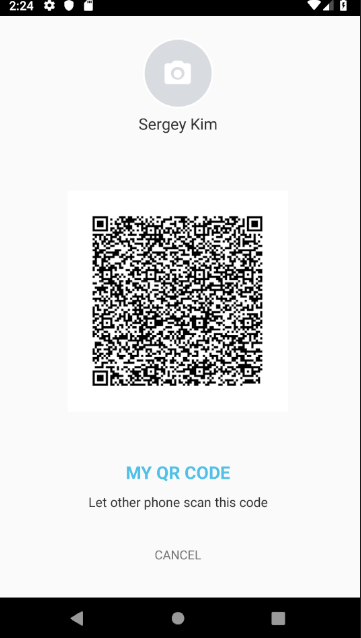 2:24
Sergey Kim
MY QR CODE
Let other phone scan this code
CANCEL